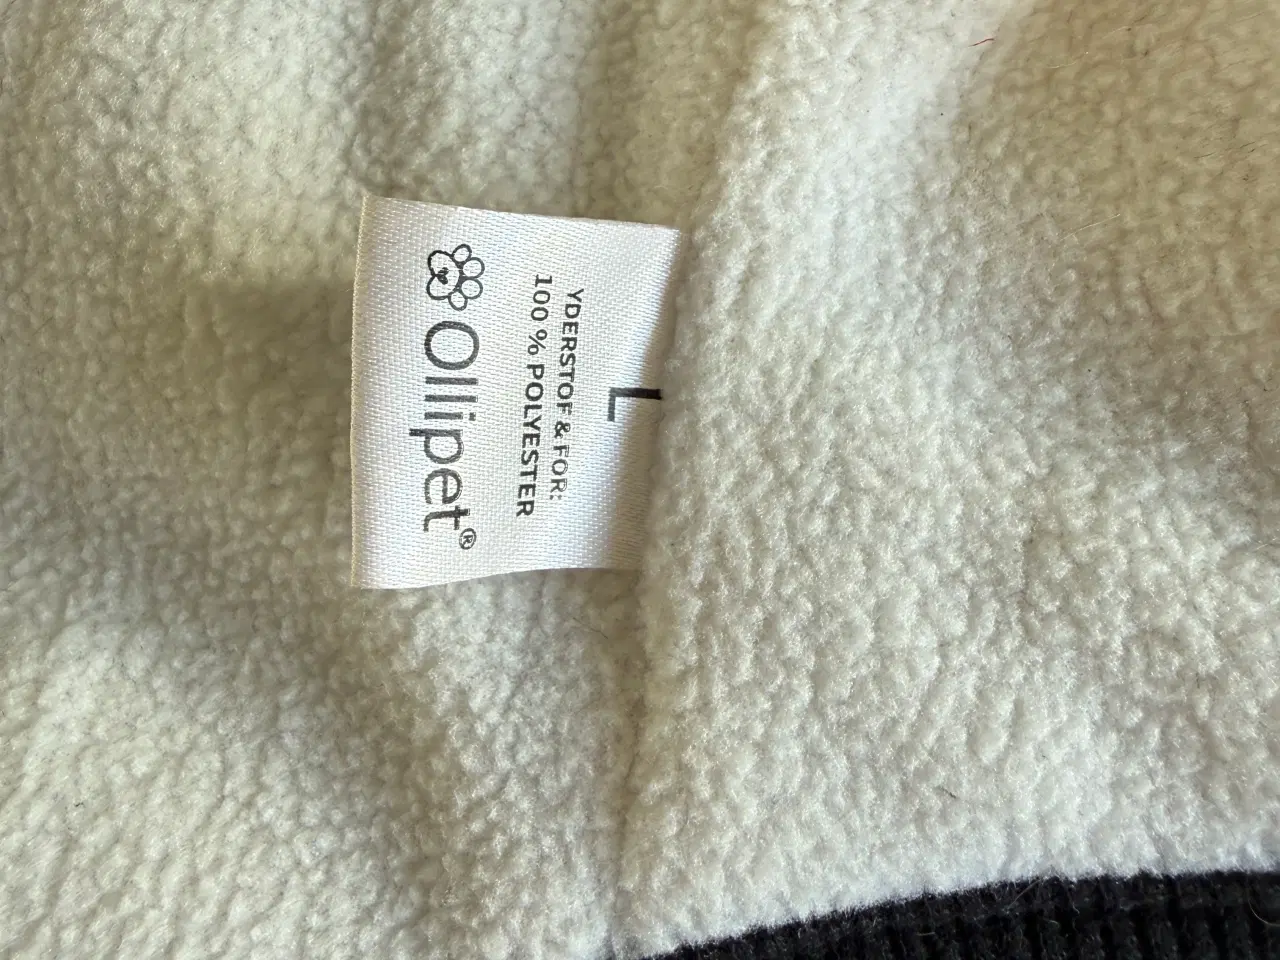 L
YDERSTOF & FOR:
100 % POLYESTER
Ollipet®